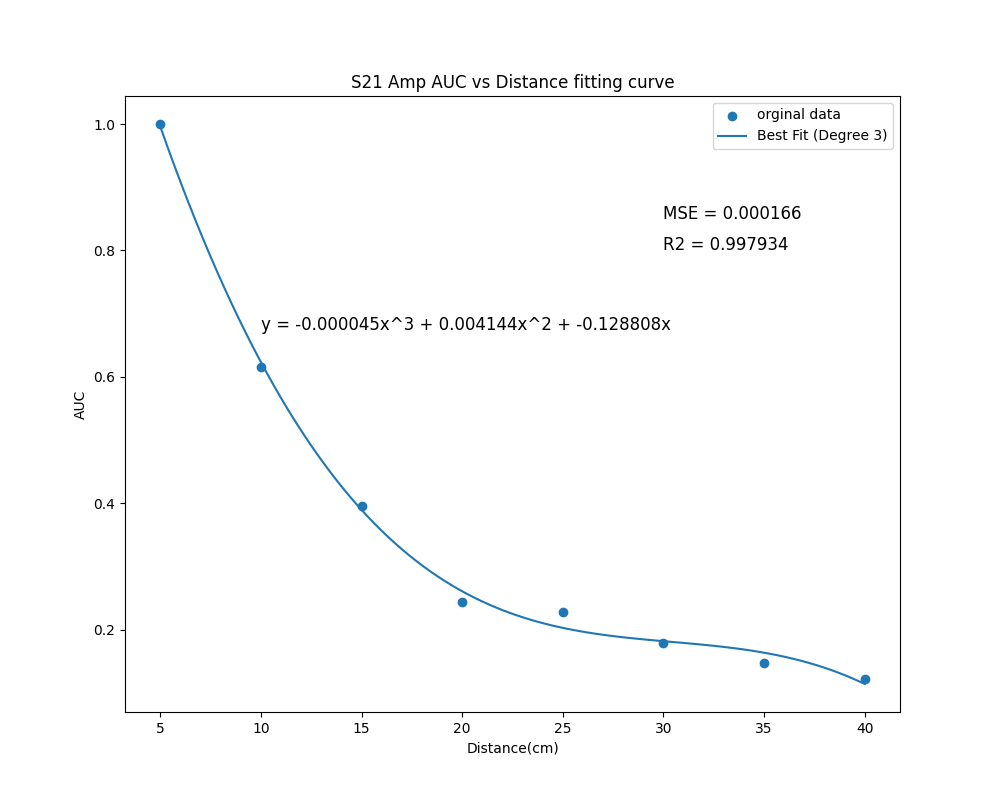 S21 Amp AUC vs Distance fitting curve
orginal data
Best Fit (Degree 3)
MSE = 0.000166
R2 = 0.997934
y = -0.000045x^3 + 0.004144x^2 + -0.128808x
1.0
0.8
0.6
0.4
0.2
AUC
5 10 15 20 25 30 35 40
Distance(cm)